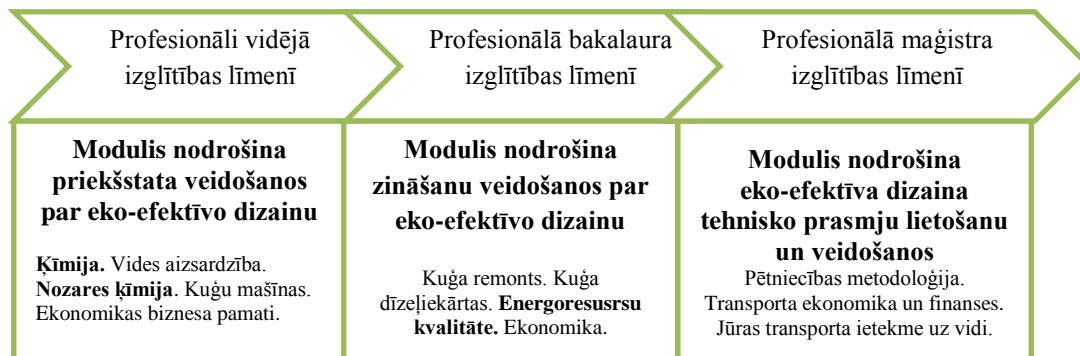 Profesionāli vidējā
izglītības līmenī
Profesionālā bakalaura
izglītības līmenī
Profesionālā maģistra
izglītības līmenī
Modulis nodrošina
priekšstata veidošanos
par eko-efektīvo dizainu
Ķīmija. Vides aizsardzība.
Nozares ķīmija. Kuģu mašīnas.
Ekonomikas biznesa pamati.
Modulis nodrošina
zināšanu veidošanos par
eko-efektīvo dizainu
Kuģa remonts. Kuģa
dīzeļiekārtas. Energoresusrsu
kvalitāte. Ekonomika.
Modulis nodrošina
eko-efektīva dizaina
tehnisko prasmju lietošanu
un veidošanos
Pētniecības metodoloģija.
Transporta ekonomika un finanses.
Jūras transporta ietekme uz vidi.